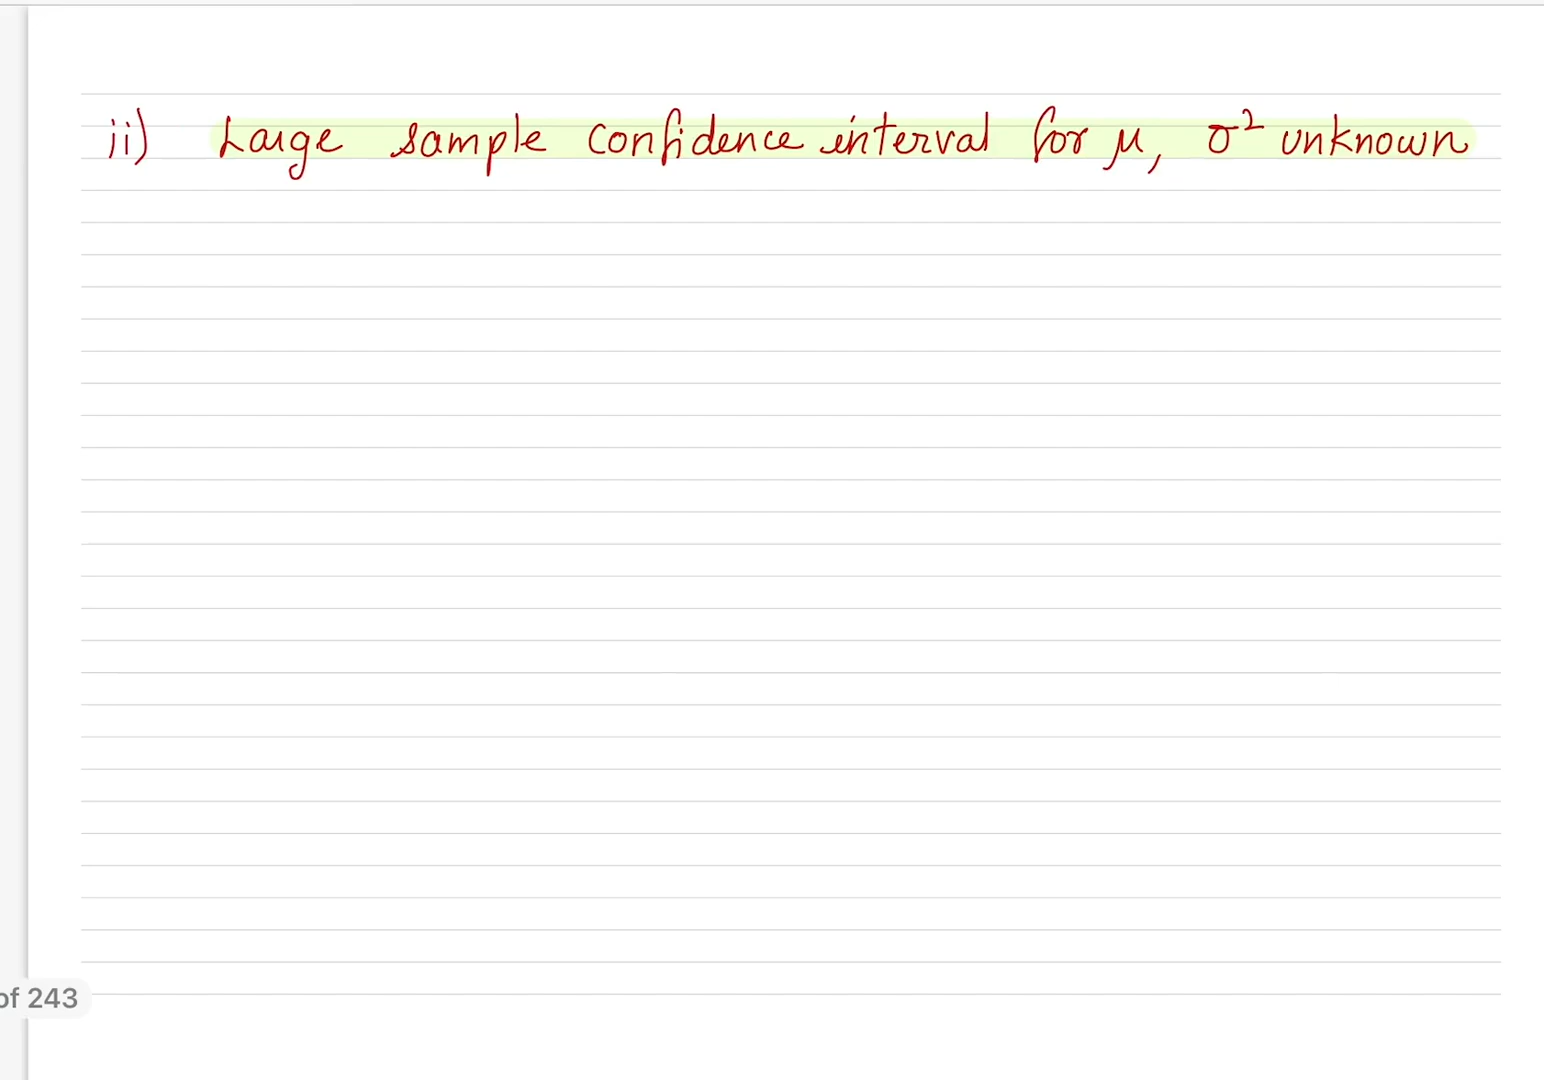 ii) Large sample confidence interval for μ, σ² unknown
of 243